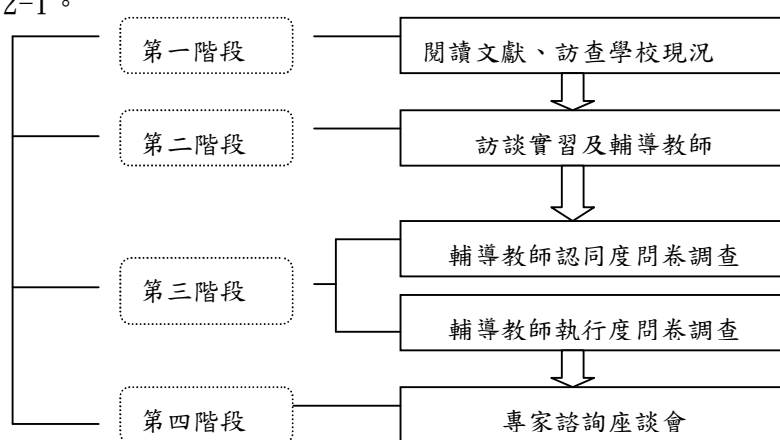 2-1。
第一階段
閱讀文獻、訪查學校現況
第二階段
訪談實習及輔導教師
第三階段
輔導教師認同度問卷調查
輔導教師執行度問卷調查
第四階段
專家諮詢座談會